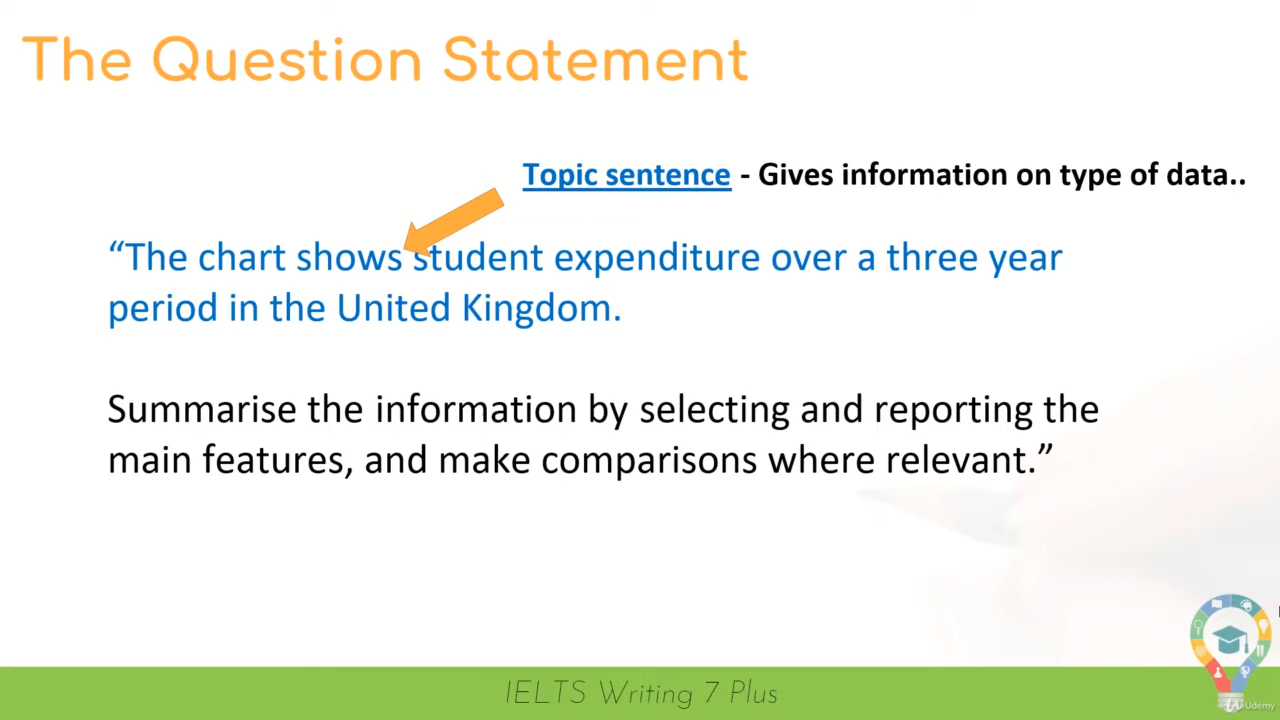 The Question Statement
Topic sentence - Gives information on type of data..
“The chart shows student expenditure over a three year
period in the United Kingdom.
Summarise the information by selecting and reporting the
main features, and make comparisons where relevant.”
IELTS Writing 7 Plus
Udemy